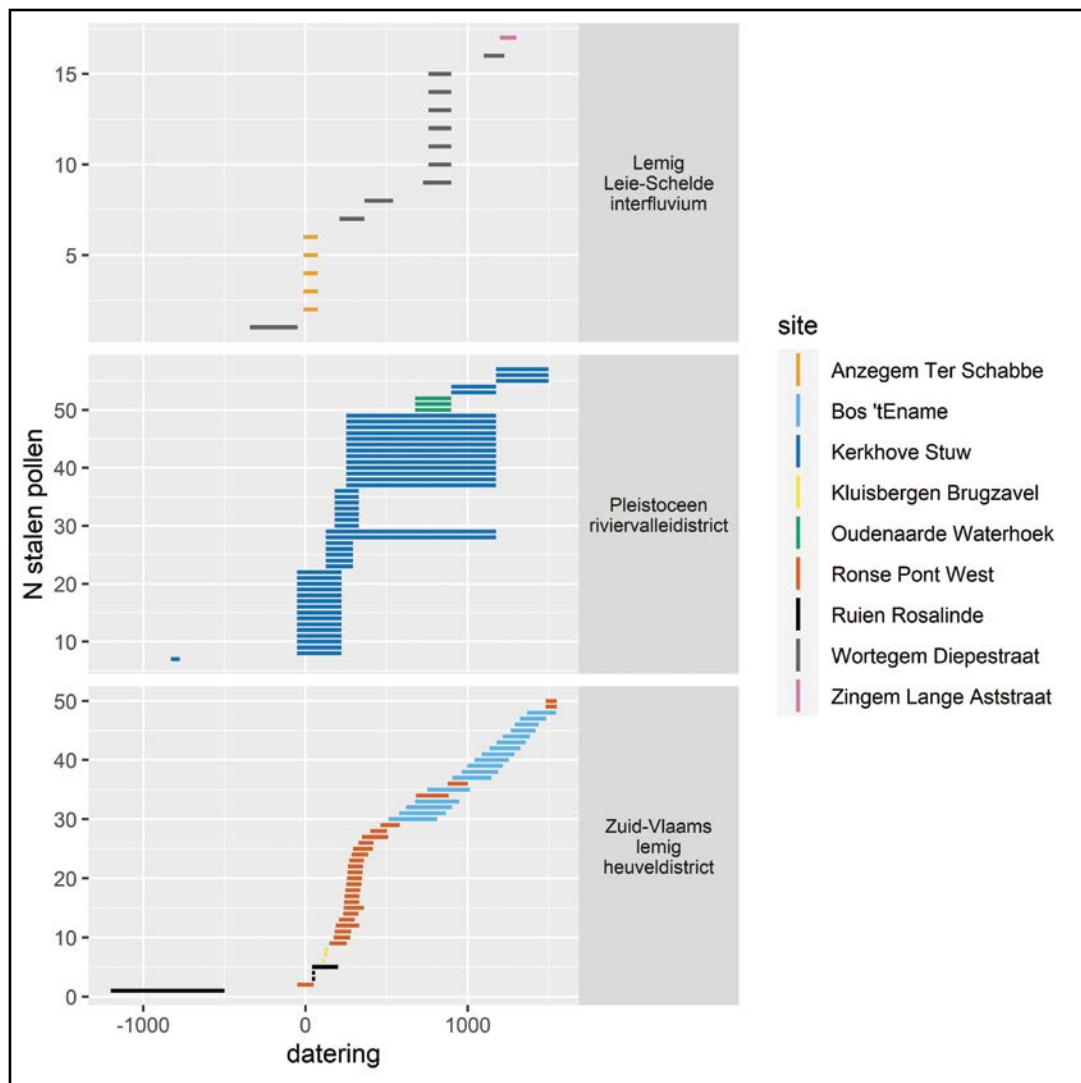 15
10
5
Lemig
Leie-Schelde
interfluvium
N stalen pollen
50
40
30
20
10
Pleistoceen
riviervalleidistrict
50
40
30
20
10
0
Zuid-Vlaams
lemig
heuveldistrict
-1000
0
1000
datering
site
Anzegem Ter Schabbe
Bos 'tEname
Kerkhove Stuw
Kluisbergen Brugzavel
Oudenaarde Waterhoek
Ronse Pont West
Ruien Rosalinde
Wortegem Diepestraat
Zingem Lange Aststraat